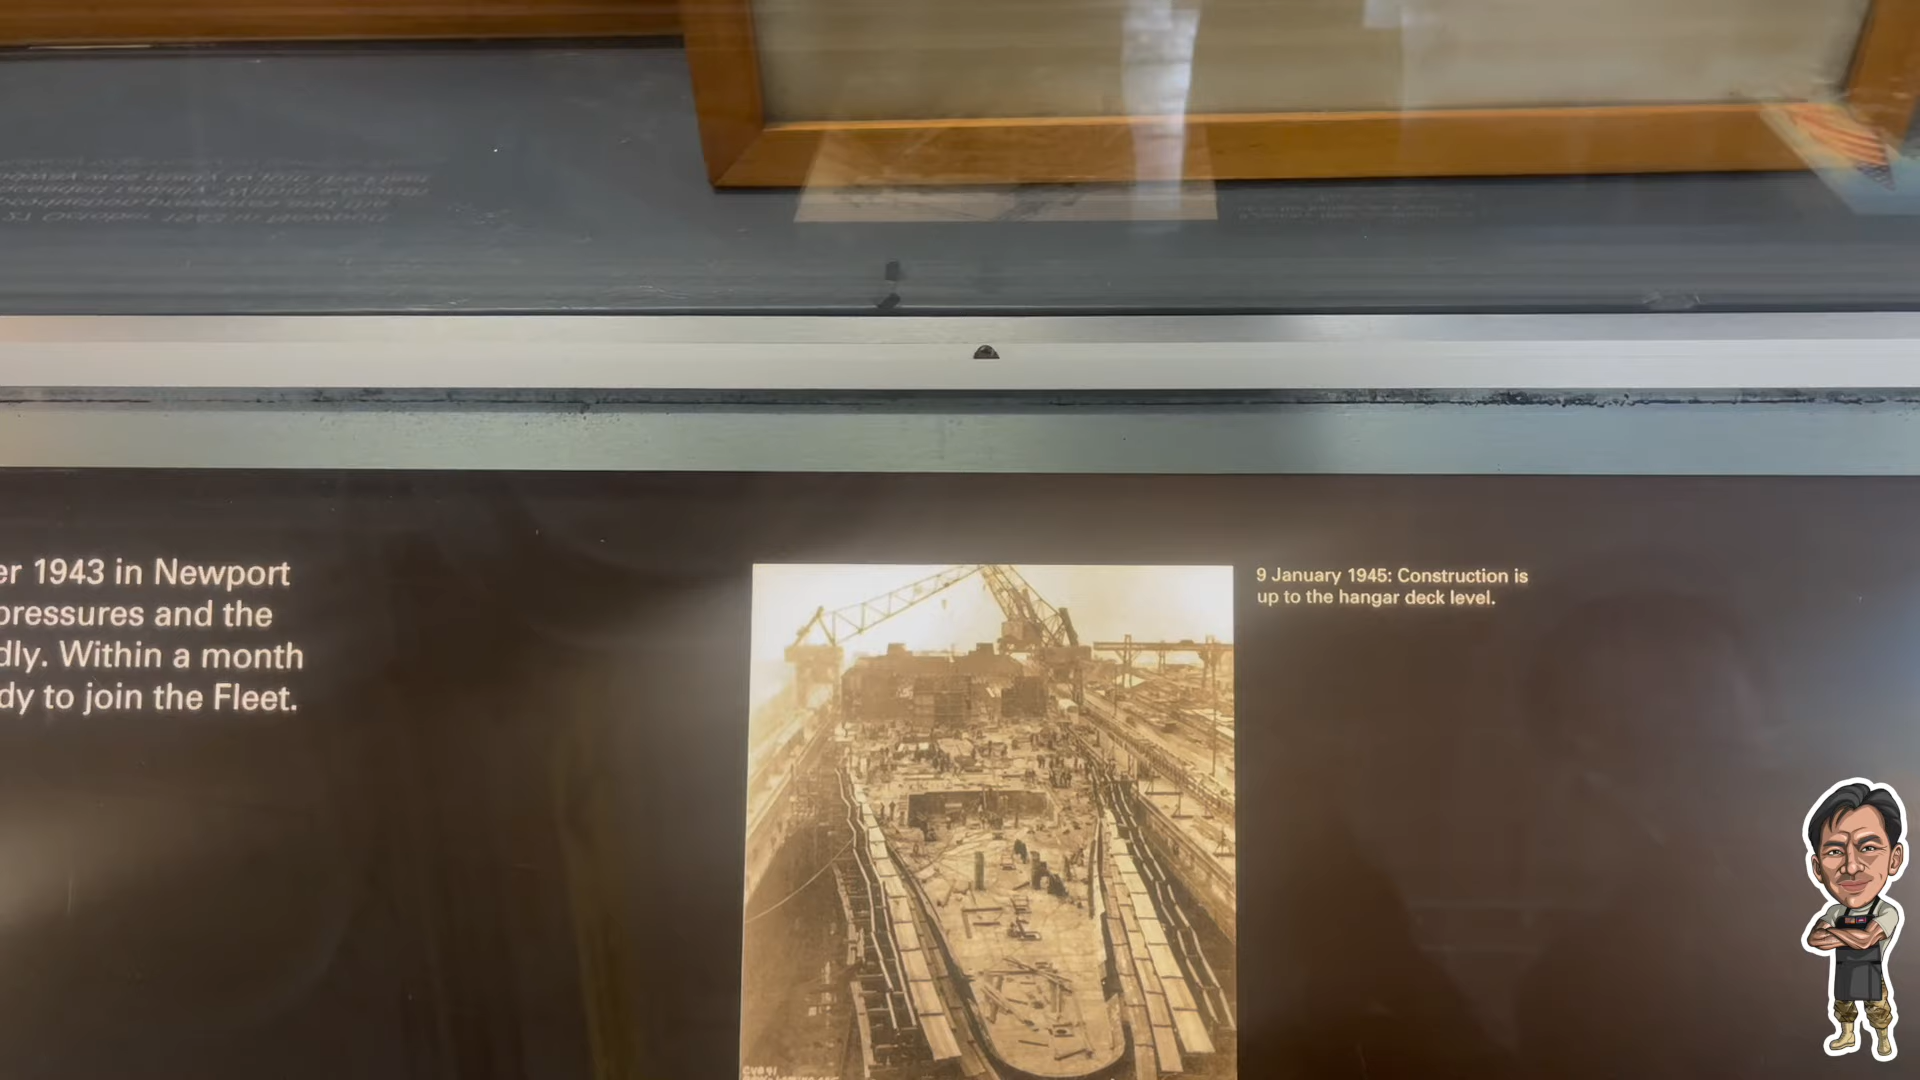 er 1943 in Newport
pressures and the
dly. Within a month
dy to join the Fleet.
9 January 1945: Construction is
up to the hangar deck level.